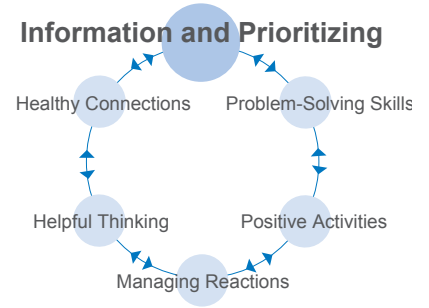 Information and Prioritizing
Healthy Connections
Problem-Solving Skills
Helpful Thinking
Positive Activities
Managing Reactions